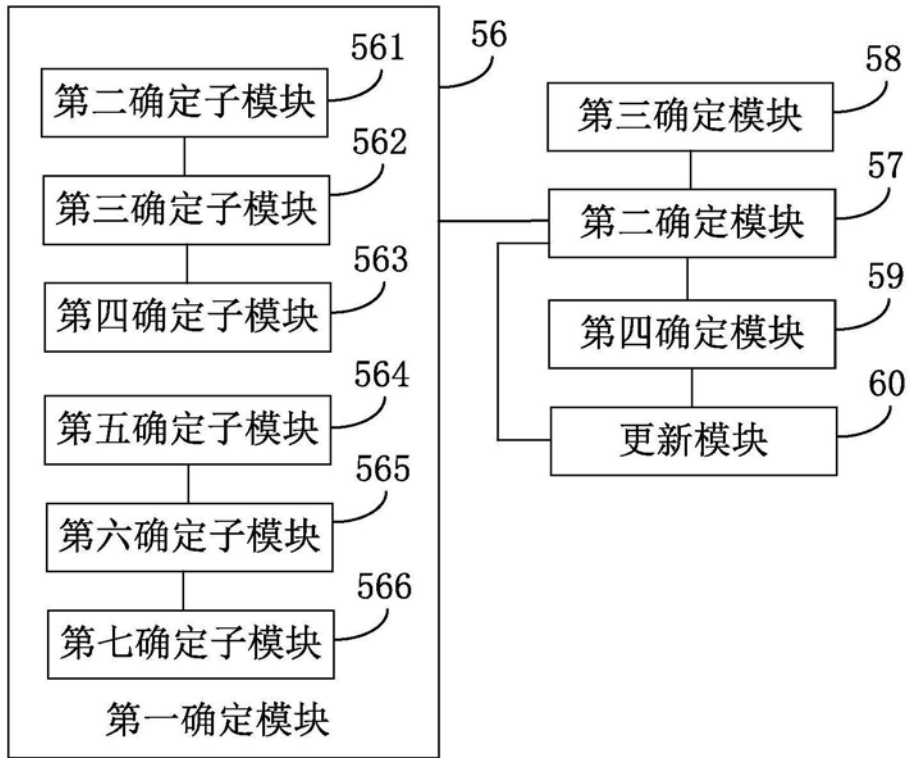 561
第二确定子模块
562
第三确定子模块
563
第四确定子模块
564
第五确定子模块
565
第六确定子模块
566
第七确定子模块
第一确定模块
56
58
第三确定模块
57
第二确定模块
59
第四确定模块
60
更新模块